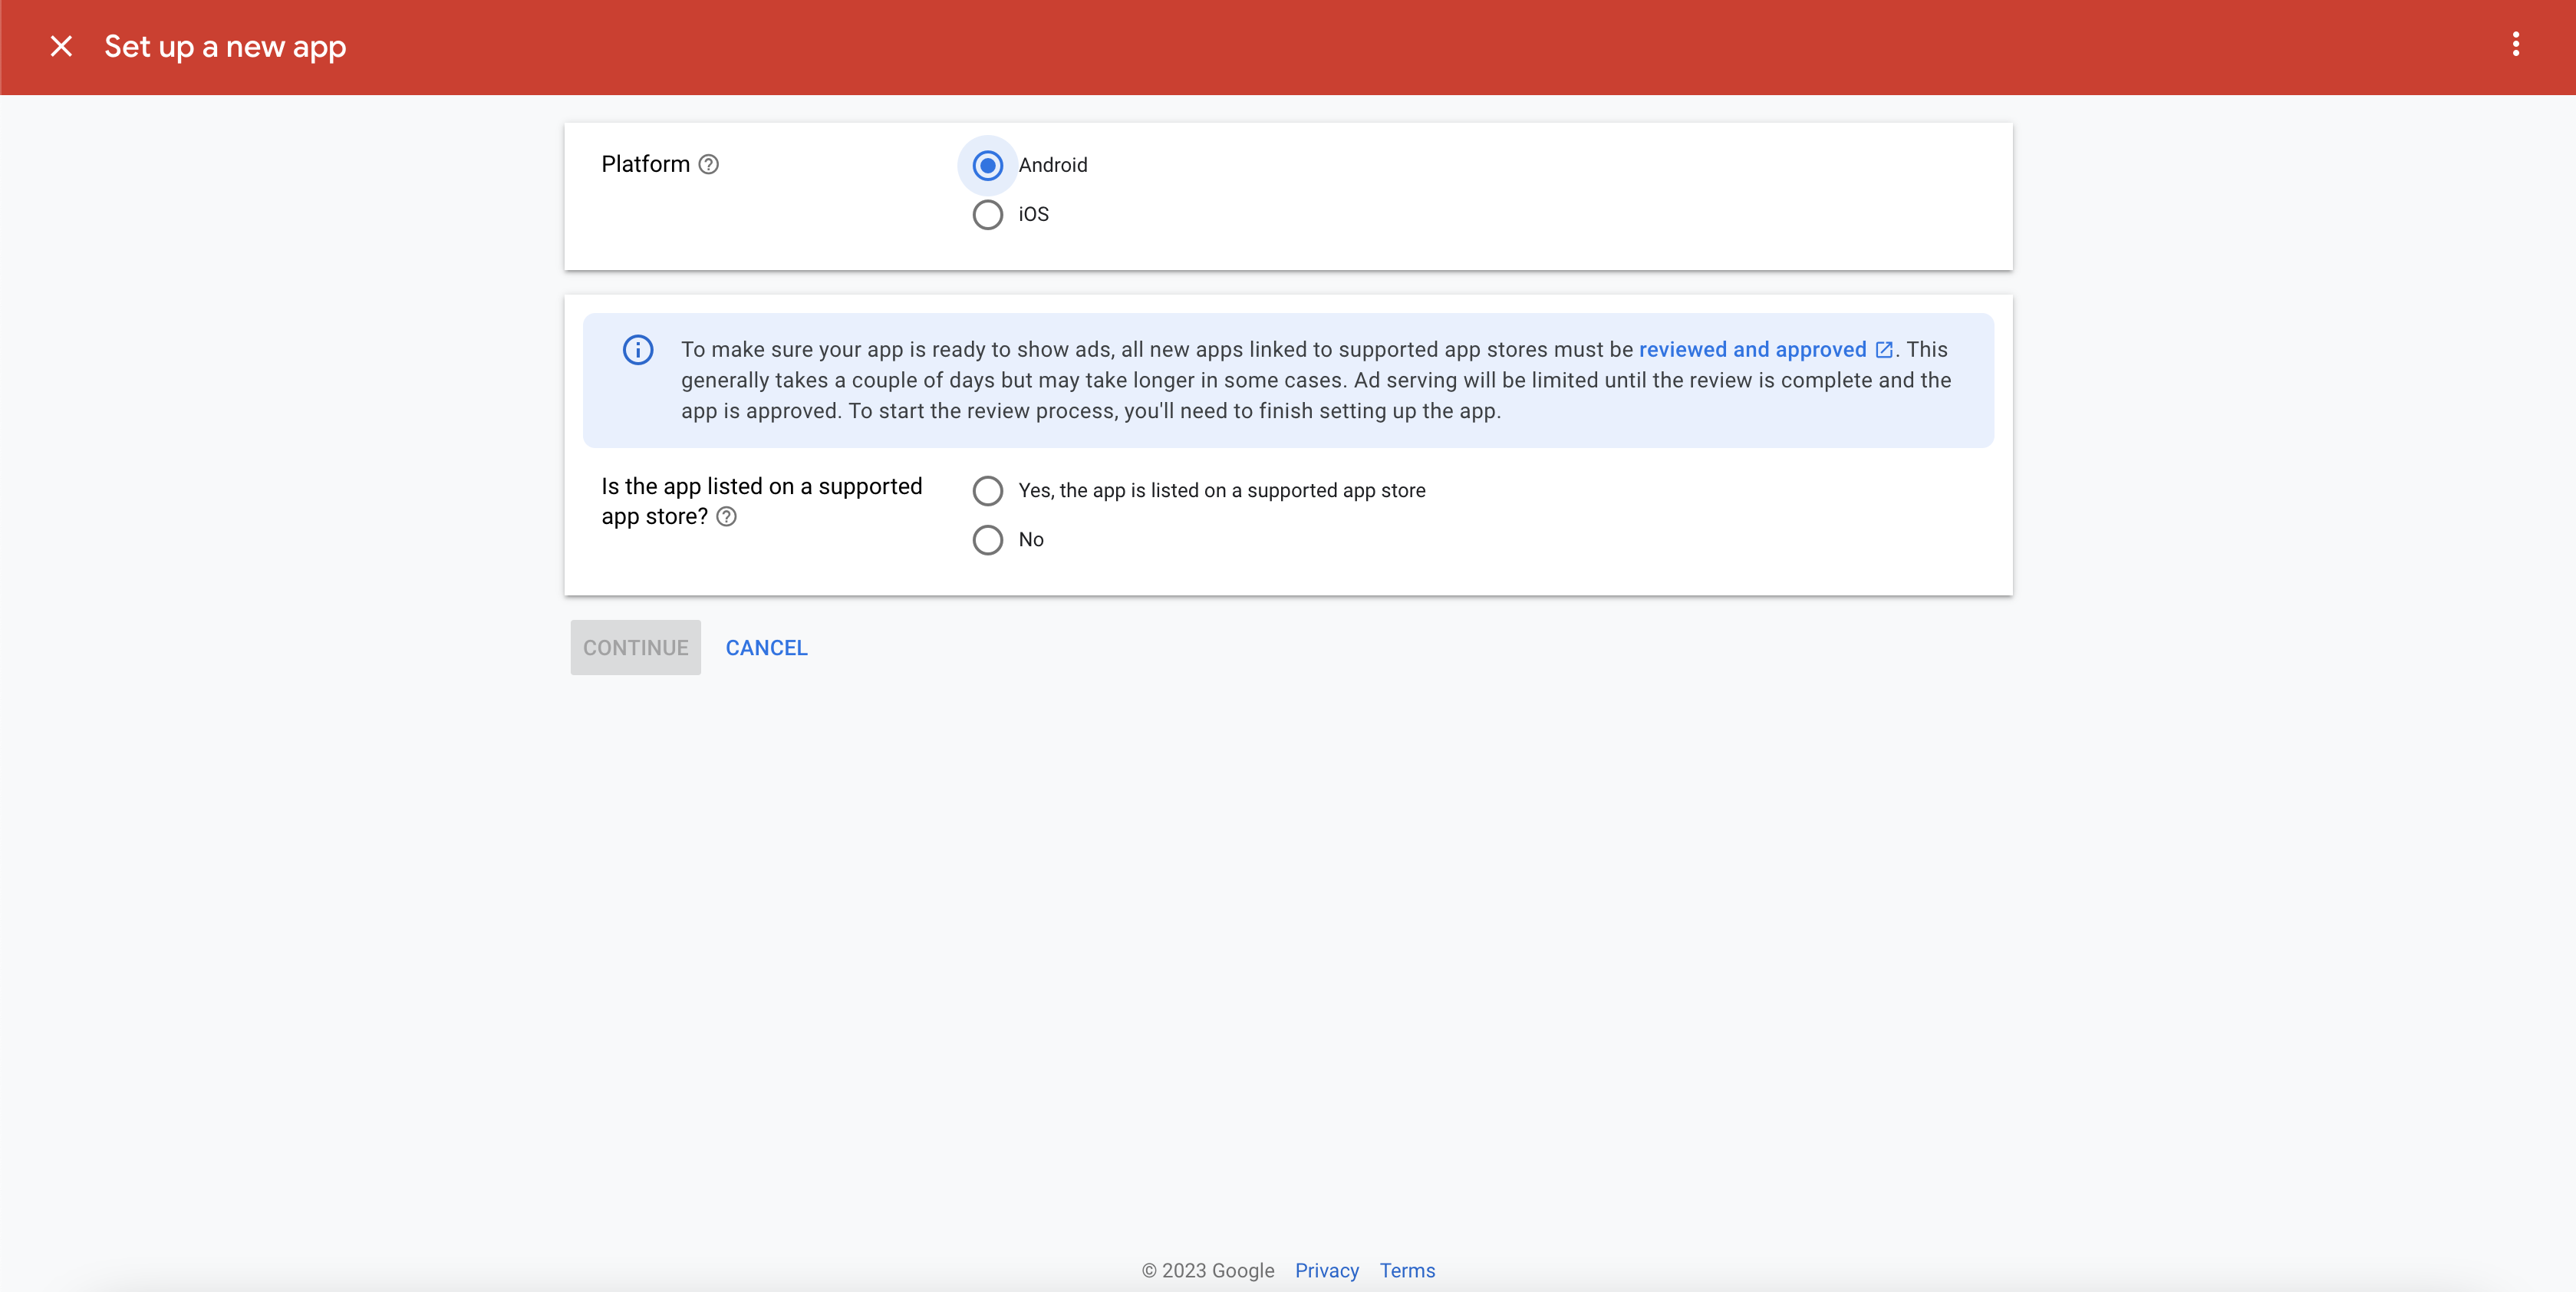 Set up a new app
Platform
Android
iOS
To make sure your app is ready to show ads, all new apps linked to supported app stores must be reviewed and approved. This
generally takes a couple of days but may take longer in some cases. Ad serving will be limited until the review is complete and the
app is approved. To start the review process, you'll need to finish setting up the app.
Is the app listed on a supported
app store?
Yes, the app is listed on a supported app store
No
CONTINUE CANCEL
© 2023 Google Privacy Terms